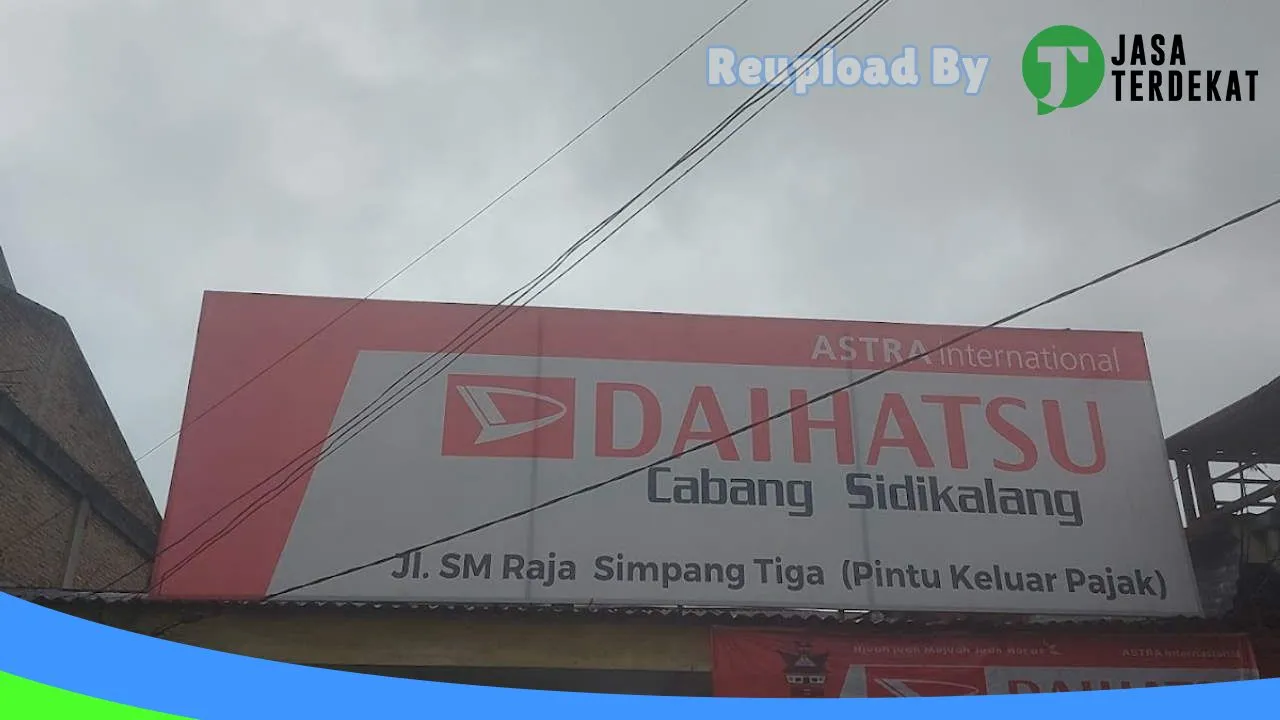 Reupload By
JASA
TERDEKAT
ASTRA international
DAIHATSU
Cabang Sidikalang
Jl. SM Raja Simpang Tiga (Pintu Keluar Pajak)
ASTRA International
DAIHATSU